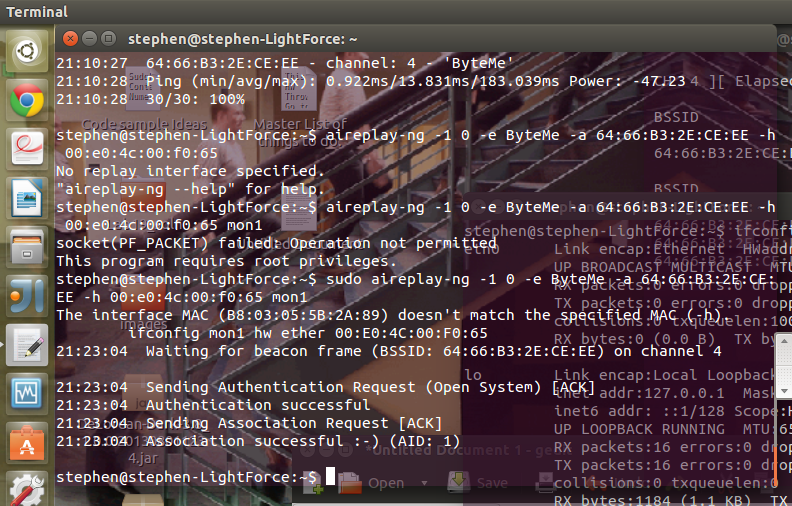 Terminal
stephen@stephen-LightForce: ~
21:10:27  64:66:B3:2E:CE:EE - channel: 4 - 'ByteMe'
21:10:28  Ping (min/avg/max): 0.922ms/13.831ms/183.039ms Power: -47.23
21:10:28  30/30: 100%
stephen@stephen-LightForce:~$ aireplay-ng -1 0 -e ByteMe -a 64:66:B3:2E:CE:EE -h
 00:e0:4c:00:f0:65
No replay interface specified.
"aireplay-ng --help" for help.
stephen@stephen-LightForce:~$ aireplay-ng -1 0 -e ByteMe -a 64:66:B3:2E:CE:EE -h
 00:e0:4c:00:f0:65 mon1
socket(PF_PACKET) failed: Operation not permitted
This program requires root privileges.
stephen@stephen-LightForce:~$ sudo aireplay-ng -1 0 -e ByteMe -a 64:66:B3:2E:CE:
EE -h 00:e0:4c:00:f0:65 mon1
The interface MAC (B8:03:05:5B:2A:89) doesn't match the specified MAC (-h).
        ifconfig mon1 hw ether 00:E0:4C:00:F0:65
21:23:04  Waiting for beacon frame (BSSID: 64:66:B3:2E:CE:EE) on channel 4
21:23:04  Sending Authentication Request (Open System) [ACK]
21:23:04  Authentication successful
21:23:04  Sending Association Request [ACK]
21:23:04  Association successful :-) (AID: 1)
stephen@stephen-LightForce:~$
Code sample Ideas
Master List of
things to do.
images
4.jar
CH 4 ][ Elapsed
BSSID
64:66:B3:2E:CE:EE
BSSID
64:66:B3
stephen@stephen-LightForce:~$ ifconfig
eth0 Link encap:Ethernet HWaddr
UP BROADCAST MULTICAST MTU
RX packets:0 errors:0 dropp
TX packets:0 errors:0 dropp
collisions:0 txqueuelen:100
RX bytes:0 (0.0 B) TX by
lo Link encap:Local Loopback
inet addr:127.0.0.1 Mask
inet6 addr: ::1/128 Scope:H
UP LOOPBACK RUNNING MTU:65
RX packets:16 errors:0 drop
TX packets:16 errors:0 drop
collisions:0 txqueuelen:0
RX bytes:1184 (1.1 KB) TX
*Untitled Document 1 - ge
Open
Save